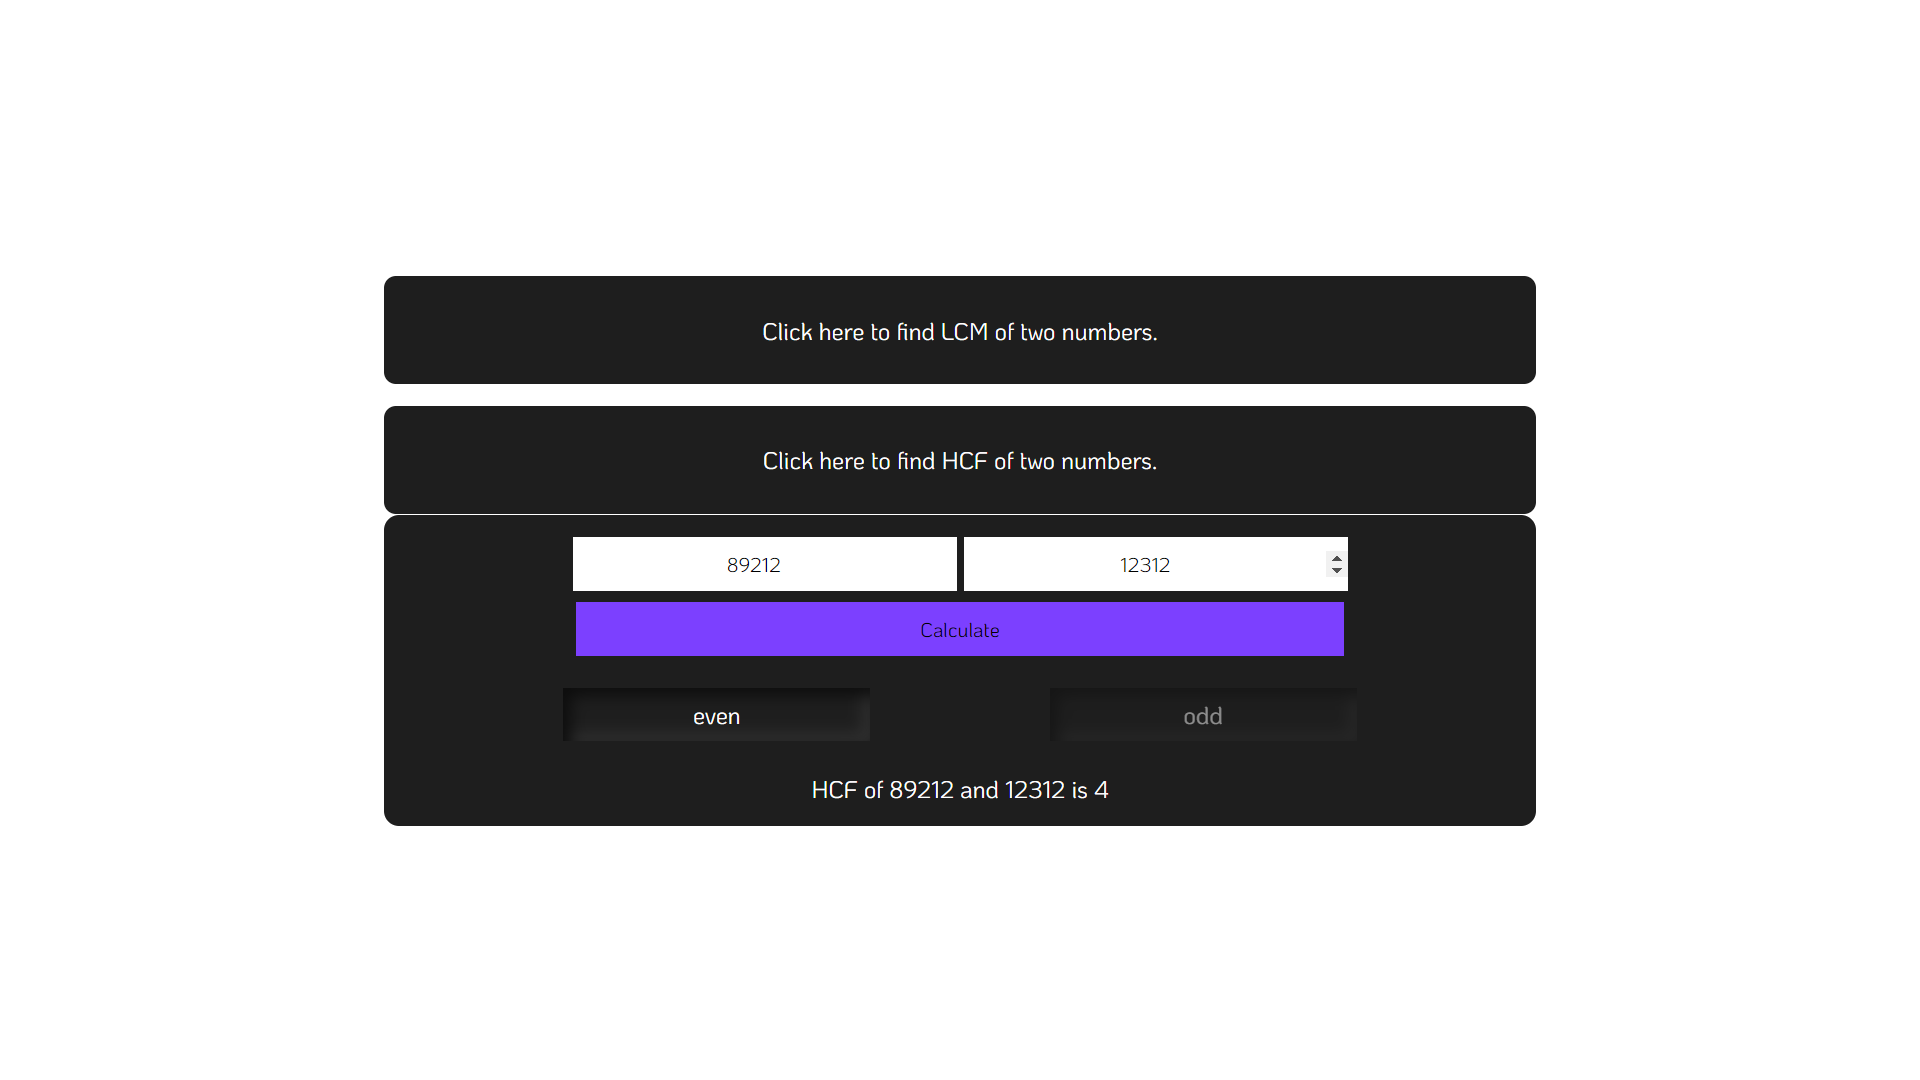 Click here to find LCM of two numbers.
Click here to find HCF of two numbers.
89212 12312
Calculate
even odd
HCF of 89212 and 12312 is 4